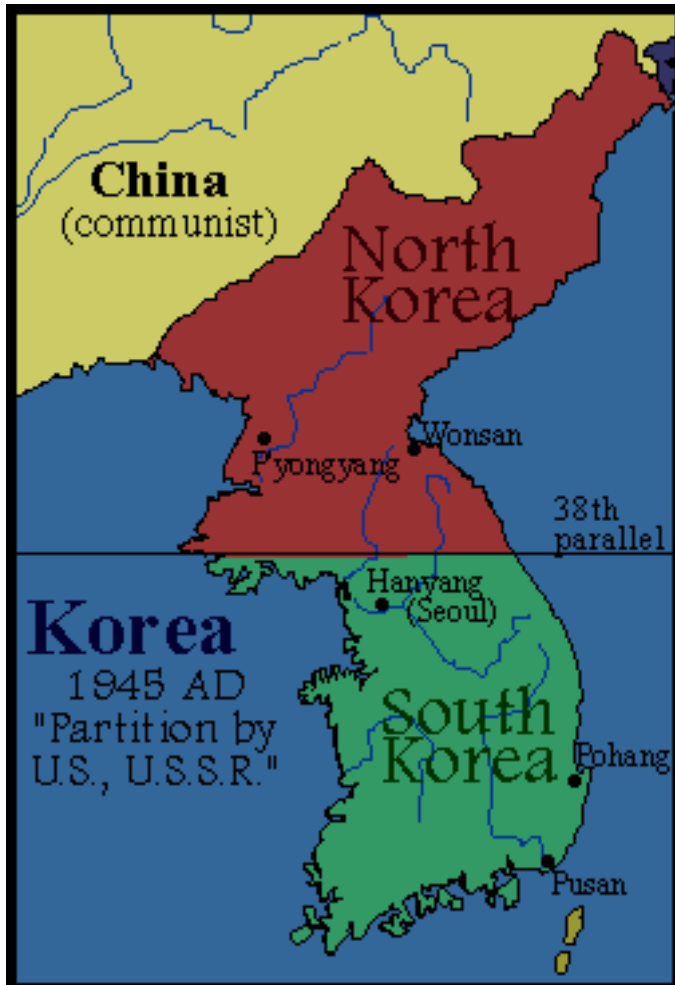 China
(communist)
North
Korea
Wonsan
Pyongyang
38th
parallel
Hanyang
(Seoul)
Korea
1945 AD
"Partition by
U.S., U.S.S.R."
South
Korea
Pohang
Pusan